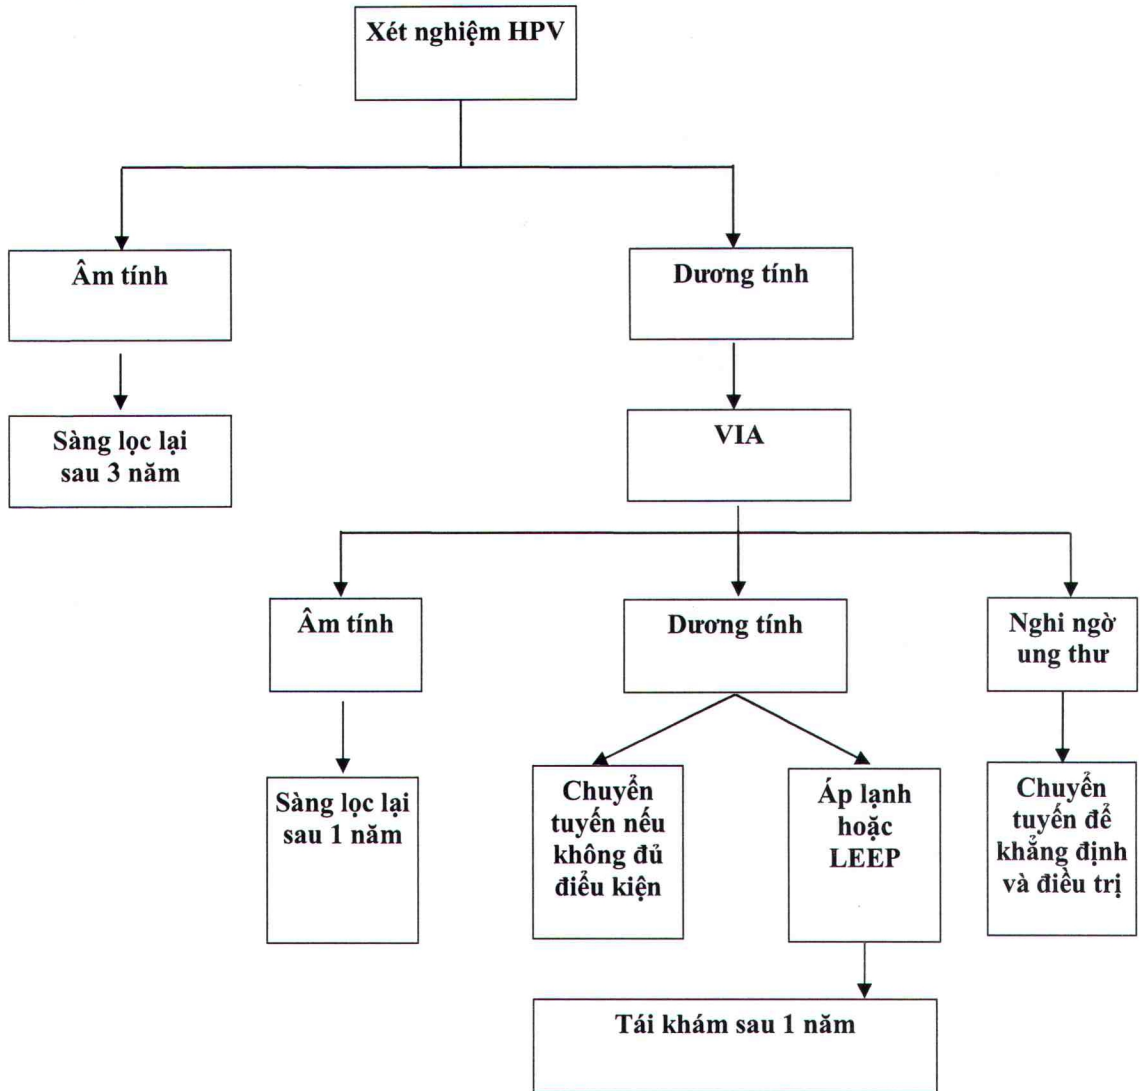 Xét nghiệm HPV
Âm tính
Dương tính
Sàng lọc lại
sau 3 năm
VIA
Âm tính
Dương tính
Nghi ngờ
ung thư
Sàng lọc lại
sau 1 năm
Chuyển
tuyến nếu
không đủ
điểu kiện
Áp lạnh
hoặc
LEEP
Chuyển
tuyến để
khẳng định
và điều trị
Tái khám sau 1 năm